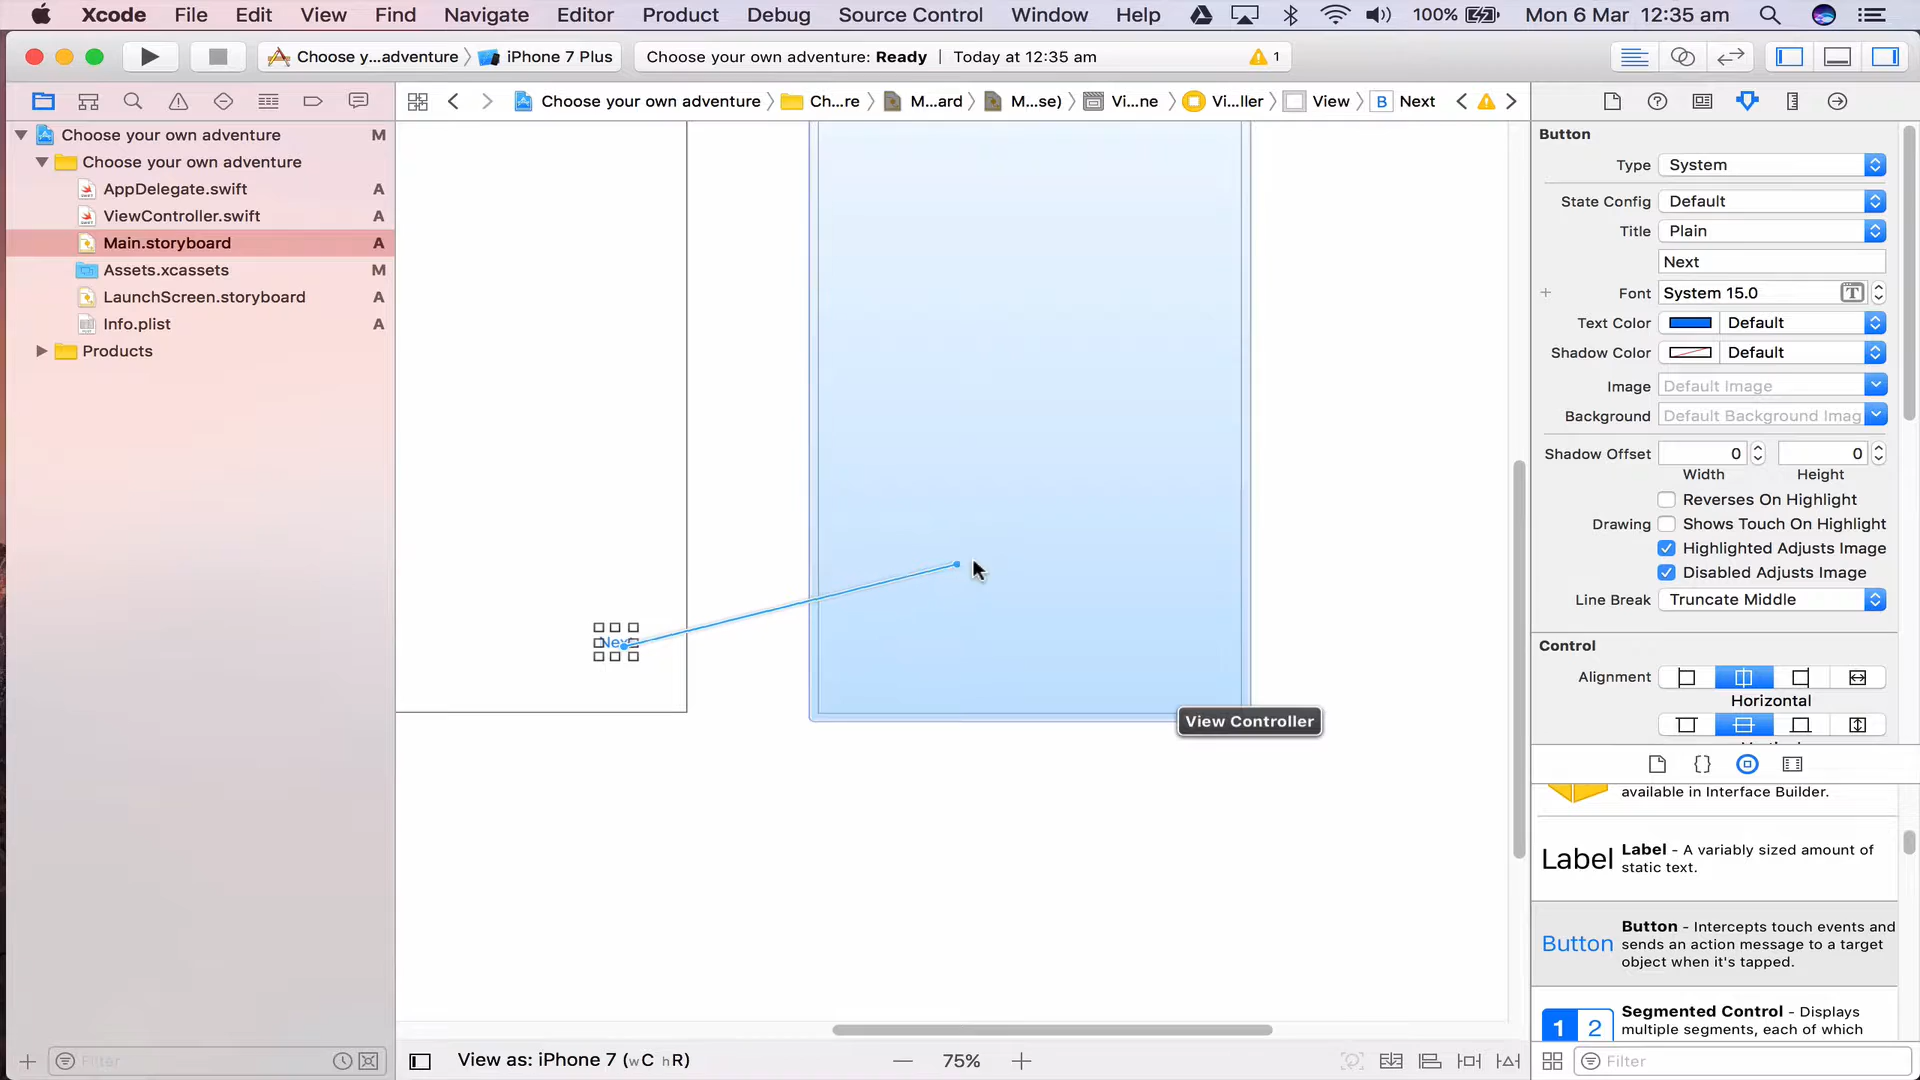 Xcode File Edit View Find Navigate Editor Product Debug Source Control Window Help 100% Mon 6 Mar 12:35 am
Choose y...adventure iPhone 7 Plus Choose your own adventure: Ready Today at 12:35 am 1
Choose your own adventure Ch...re M...ard M...se) Vi...ne Vi...ller View B Next
Choose your own adventure M
Choose your own adventure
AppDelegate.swift A
ViewController.swift A
Main.storyboard A
Assets.xcassets M
LaunchScreen.storyboard A
Info.plist A
Products
Filter
View Controller
View as: iPhone 7 (wC hR)
75%
Button
Type System
State Config Default
Title Plain
Next
Font System 15.0 T
Text Color Default
Shadow Color Default
Image Default Image
Background Default Background Imag
Shadow Offset 0 0
Width Height
Reverses On Highlight
Drawing Shows Touch On Highlight
Highlighted Adjusts Image
Disabled Adjusts Image
Line Break Truncate Middle
Control
Alignment
Horizontal
available in Interface Builder.
Label Label - A variably sized amount of
static text.
Button - Intercepts touch events and
Button sends an action message to a target
object when it's tapped.
Segmented Control - Displays
1 2 multiple segments, each of which
Filter